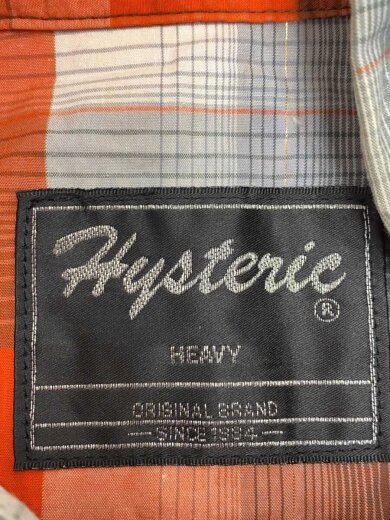 Hysteric
®
HEAVY
ORIGINAL BRAND
— SINCE 1984 —